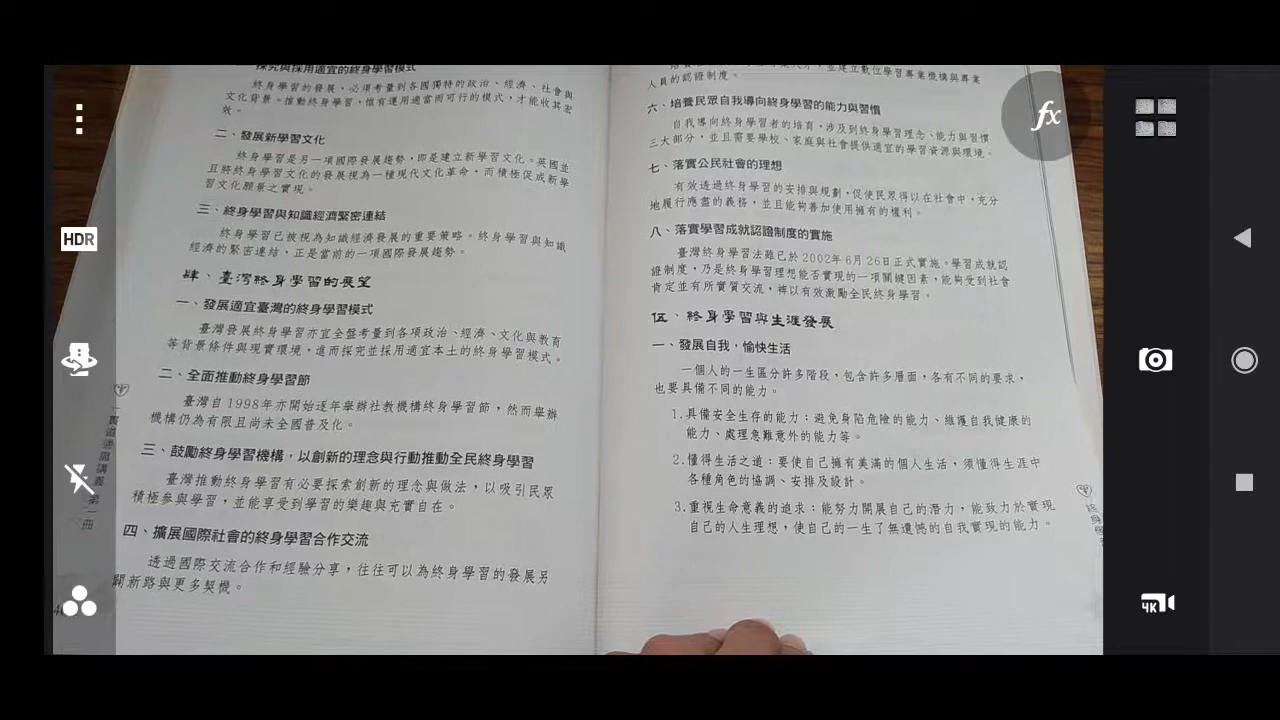 探究與採用適宜的終身學習模式
終身學習的發展，必須考量到各國獨特的政治、經濟、社會與
文化背景。推動終身學習，惟有運用適當而可行的模式，才能收其宏
效。
二、發展新學習文化
終身學習是另一項國際發展趨勢，即是建立新學習文化。英國並
且將終身學習文化的發展視為一種現代文化革命，而積極促成新學
習文化願景之實現。
三、終身學習與知識經濟緊密連結
終身學習已被視為知識經濟發展的重要策略。終身學習與知識
經濟的緊密連結，正是當前的一項國際發展趨勢。
肆、臺灣終身學習的展望
一、發展適宜臺灣的終身學習模式
臺灣發展終身學習亦宜全盤考量到各項政治、經濟、文化與教育
等背景條件與現實環境，進而探究並採用適宜本土的終身學習模式。
二、全面推動終身學習節
臺灣自1998年亦開始逐年舉辦社教機構終身學習節，然而舉辦
機構仍為有限且尚未全國普及化。
三、鼓勵終身學習機構，以創新的理念與行動推動全民終身學習
臺灣推動終身學習有必要探索創新的理念與做法，以吸引民眾
積極參與學習，並能享受到學習的樂趣與充實自在。
四、擴展國際社會的終身學習合作交流
透過國際交流合作和經驗分享，往往可以為終身學習的發展另
闢新路與更多契機。
一貫道通識講義 第一冊
並建立數位學習專業機構與專業
人員的認證制度。
六、培養民眾自我導向終身學習的能力與習慣
自我導向終身學習者的培育，涉及到終身學習理念、能力與習慣
三大部分，並且需要學校、家庭與社會提供適宜的學習資源與環境。
七、落實公民社會的理想
有效透過終身學習的安排與規劃，促使民眾得以在社會中，充分
地履行應盡的義務，並且能夠善加使用擁有的權利。
八、落實學習成就認證制度的實施
臺灣終身學習法雖已於2002年6月26日正式實施。學習成就認
證制度，乃是終身學習理想能否實現的一項關鍵因素，能夠受到社會
肯定並有所實質交流，裨以有效激勵全民終身學習。
伍、終身學習與生涯發展
一、發展自我，愉快生活
一個人的一生區分許多階段，包含許多層面，各有不同的要求，
也要具備不同的能力。
1.具備安全生存的能力：避免身陷危險的能力、維護自我健康的
能力、處理急難意外的能力等。
2.懂得生活之道：要使自己擁有美滿的個人生活，須懂得生涯中
各種角色的協調、安排及設計。
3.重視生命意義的追求：能努力開展自己的潛力，能致力於實現
自己的人生理想，使自己的一生了無遺憾的自我實現的能力。
終身學
HDR
fx
4K